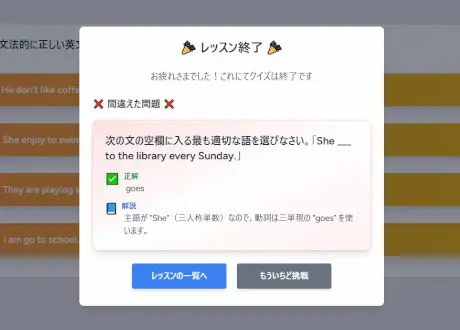 🎉 レッスン終了 🎉
お疲れさまでした！これにてクイズは終了です
❌ 間違えた問題 ❌
次の文の空欄に入る最も適切な語を選びなさい。「She ___
to the library every Sunday.」
正解
goes
解説
主語が "She"（三人称単数）なので、動詞は三単現の "goes" を使
います。
レッスンの一覧へ
もういちど挑戦
文法的に正しい英文
He don't like coffe
She enjoy to swim
They are playing
I am go to school.